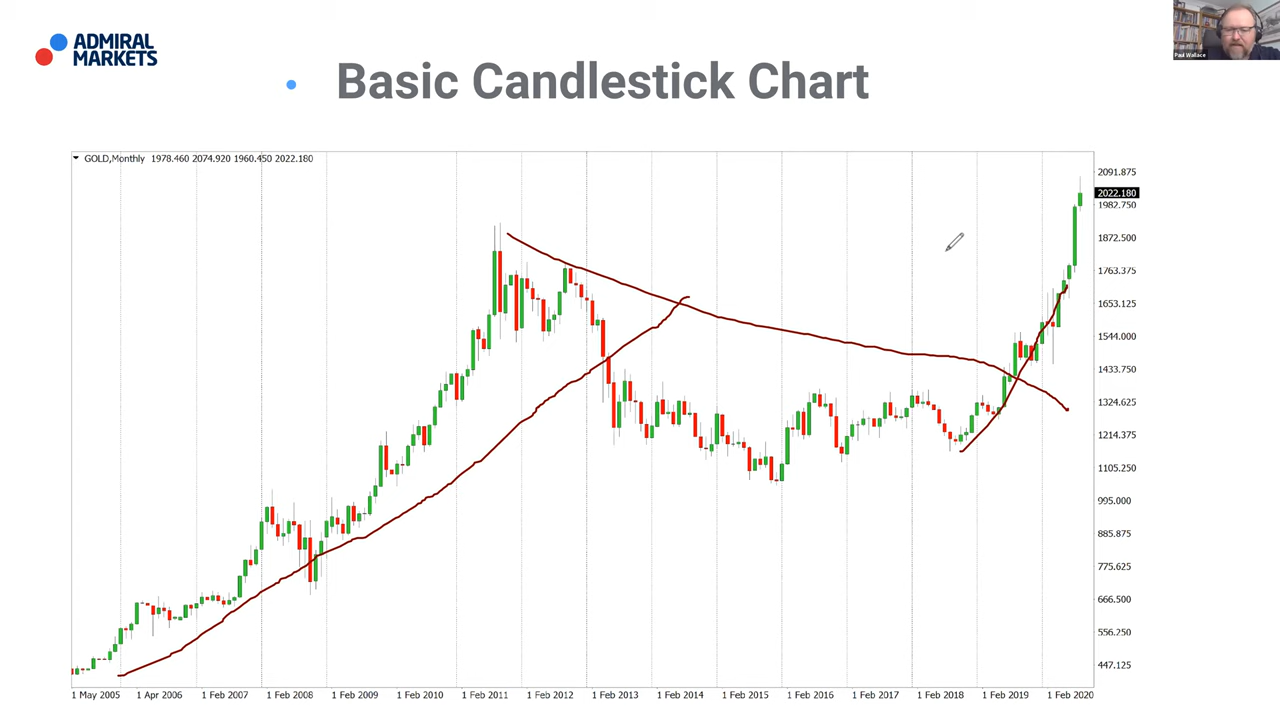 ADMIRAL
MARKETS
Basic Candlestick Chart
Paul Wallace
GOLD,Monthly 1978.460 2074.920 1960.450 2022.180
2091.875
2022.180
1982.750
1872.500
1763.375
1653.125
1544.000
1433.750
1324.625
1214.375
1105.250
995.000
885.875
775.625
666.500
556.250
447.125
1 May 2005
1 Apr 2006
1 Feb 2007
1 Feb 2008
1 Feb 2009
1 Feb 2010
1 Feb 2011
1 Feb 2012
1 Feb 2013
1 Feb 2014
1 Feb 2015
1 Feb 2016
1 Feb 2017
1 Feb 2018
1 Feb 2019
1 Feb 2020